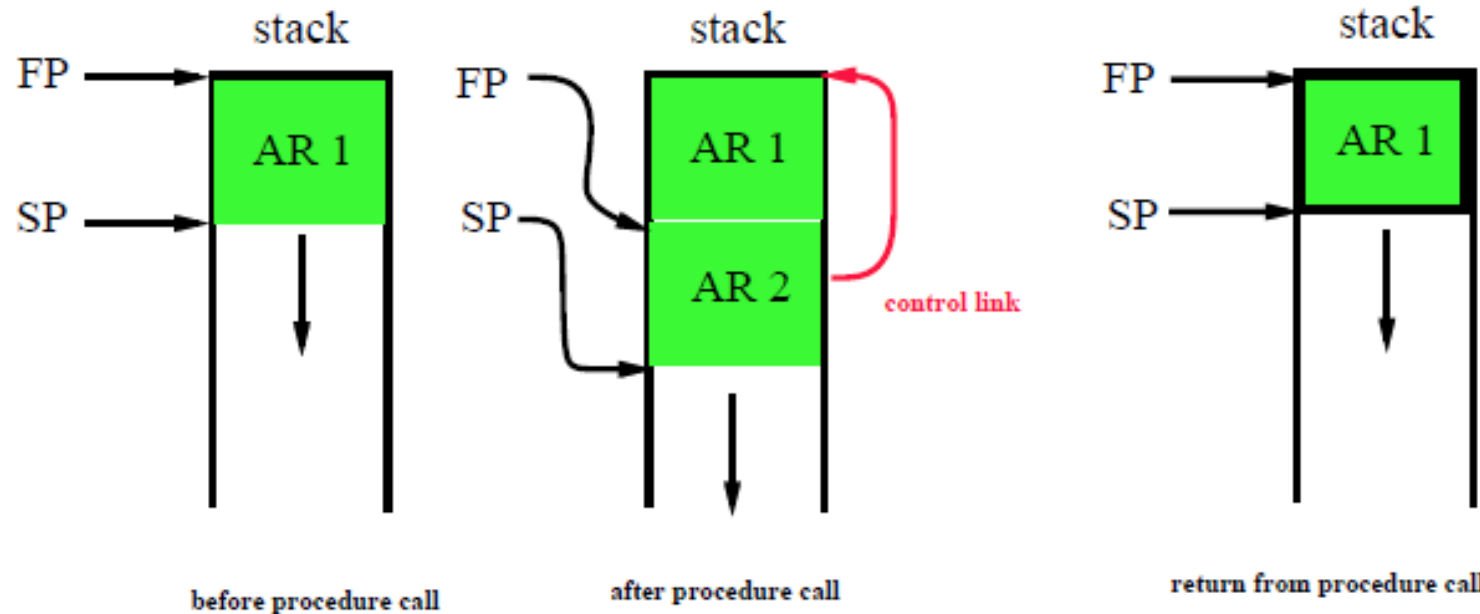 stack
FP
AR 1
SP
before procedure call
stack
FP
AR 1
SP
AR 2
control link
after procedure call
stack
FP
AR 1
SP
return from procedure call